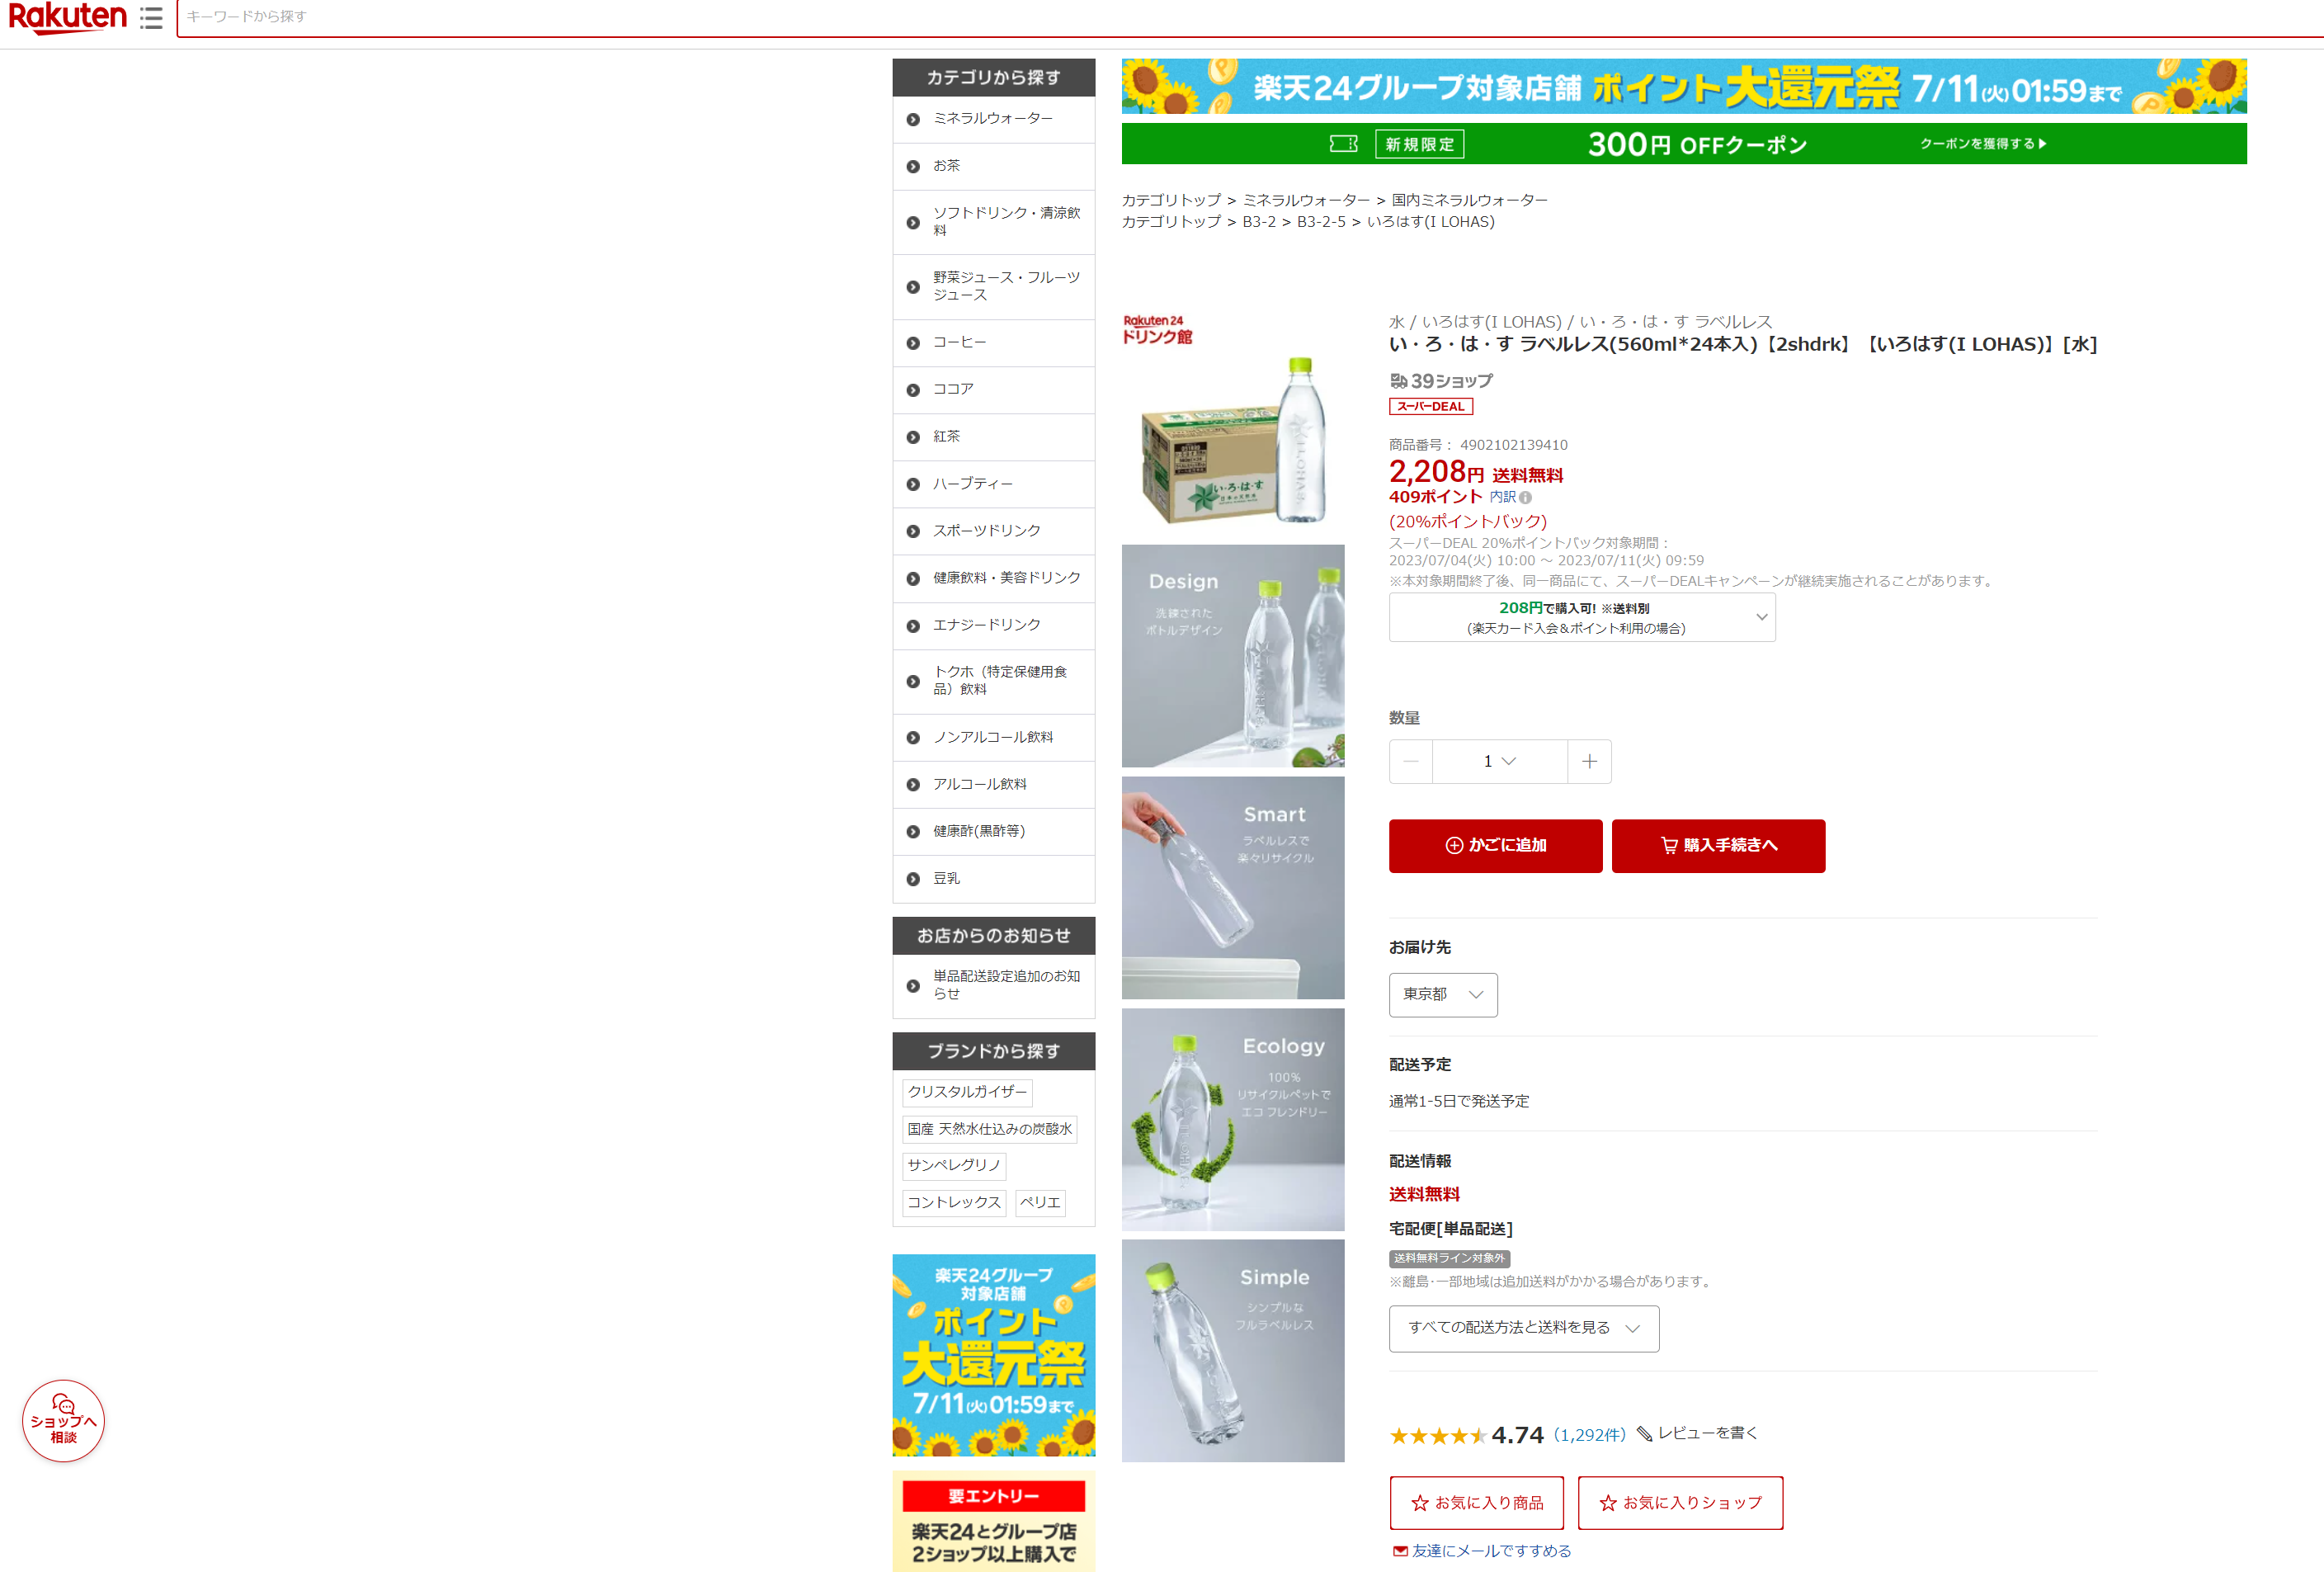 Rakuten
キーワードから探す
カテゴリから探す
ミネラルウォーター
お茶
ソフトドリンク・清涼飲
料
野菜ジュース・フルーツ
ジュース
コーヒー
ココア
紅茶
ハーブティー
スポーツドリンク
健康飲料・美容ドリンク
エナジードリンク
トクホ（特定保健用食
品）飲料
ノンアルコール飲料
アルコール飲料
健康酢(黒酢等)
豆乳
お店からのお知らせ
単品配送設定追加のお知
らせ
ブランドから探す
クリスタルガイザー
国産 天然水仕込みの炭酸水
サンペレグリノ
コントレックス ペリエ
楽天24グループ
対象店舗
ポイント
大還元祭
7/11(火)01:59まで
要エントリー
楽天24とグループ店
2ショップ以上購入で
ショップへ
相談
楽天24グループ対象店舗 ポイント大還元祭 7/11(火)01:59まで
新規限定 300円 OFFクーポン クーポンを獲得する
カテゴリトップ > ミネラルウォーター > 国内ミネラルウォーター
カテゴリトップ > B3-2 > B3-2-5 > いろはす(I LOHAS)
Rakuten 24
ドリンク館
い・ろ・は・す
I LOHAS
Design
洗練された
ボトルデザイン
Smart
ラベルレスで
楽々リサイクル
Ecology
100%
リサイクルペットで
エコ フレンドリー
Simple
シンプルな
フルラベルレス
水 / いろはす(I LOHAS) / い・ろ・は・す ラベルレス
い・ろ・は・す ラベルレス(560ml*24本入)【2shdrk】【いろはす(I LOHAS)】[水]
39ショップ
スーパーDEAL
商品番号： 4902102139410
2,208円 送料無料
409ポイント 内訳
(20%ポイントバック)
スーパーDEAL 20%ポイントバック対象期間：
2023/07/04(火) 10:00 ～ 2023/07/11(火) 09:59
※本対象期間終了後、同一商品にて、スーパーDEALキャンペーンが継続実施されることがあります。
208円で購入可! ※送料別
(楽天カード入会＆ポイント利用の場合)
数量
1
かごに追加 購入手続きへ
お届け先
東京都
配送予定
通常1-5日で発送予定
配送情報
送料無料
宅配便[単品配送]
送料無料ライン対象外
※離島･一部地域は追加送料がかかる場合があります。
すべての配送方法と送料を見る
4.74 (1,292件) レビューを書く
お気に入り商品 お気に入りショップ
友達にメールですすめる